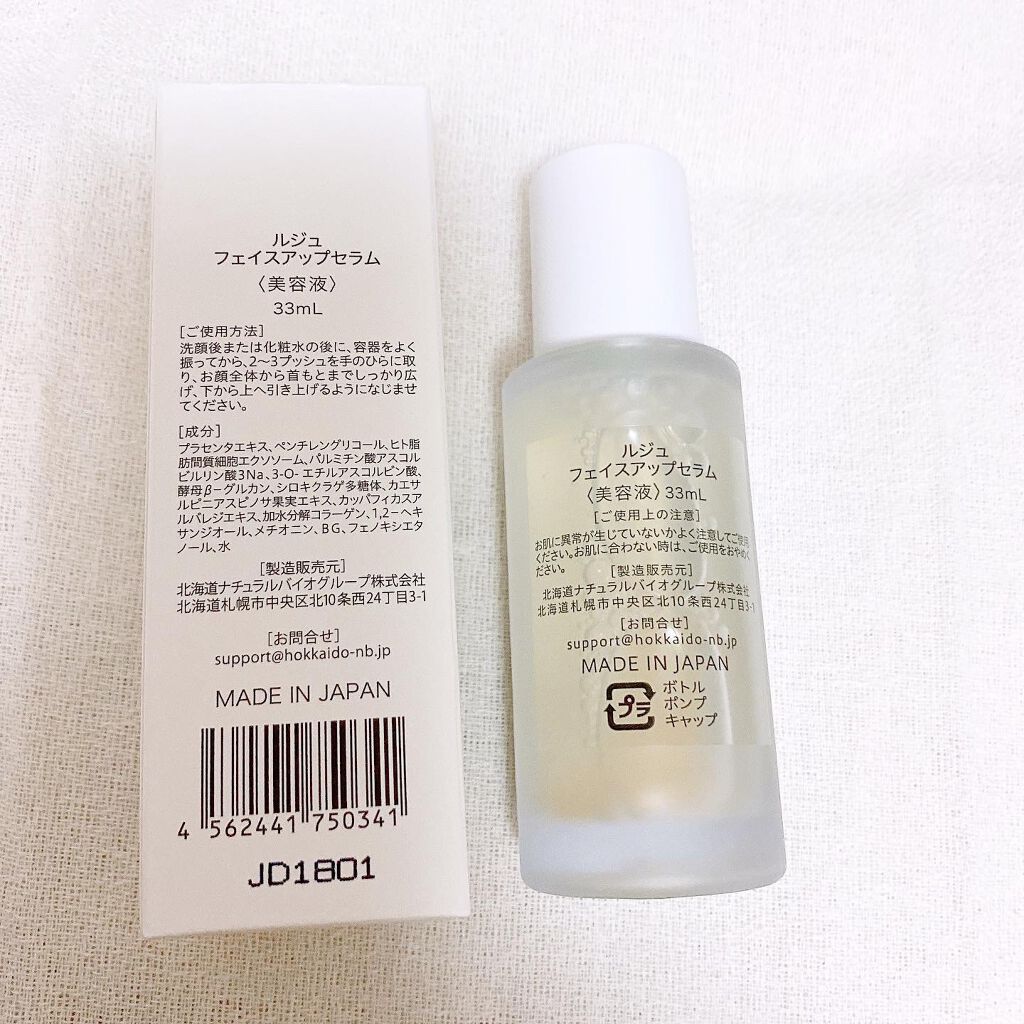 ルジュ
フェイスアップセラム
〈美容液〉
33mL
[ご使用方法]
洗顔後または化粧水の後に、容器をよく
振ってから、2〜3プッシュを手のひらに取
り、お顔全体から首もとまでしっかり広
げ、下から上へ引き上げるようになじませ
てください。
[成分]
プラセンタエキス、ペンチレングリコール、ヒト脂
肪間質細胞エクソソーム、パルミチン酸アスコル
ビルリン酸3Na、3-O-エチルアスコルビン酸、
酵母β-グルカン、シロキクラゲ多糖体、カエサ
ルピニアスピノサ果実エキス、カッパフィカスア
ルバレジエキス、加水分解コラーゲン、1,2-ヘキ
サンジオール、メチオニン、BG、フェノキシエタ
ノール、水
[製造販売元]
北海道ナチュラルバイオグループ株式会社
北海道札幌市中央区北10条西24丁目3-1
[お問合せ]
support@hokkaido-nb.jp
MADE IN JAPAN
4 562441 750341
JD1801
ルジュ
フェイスアップセラム
〈美容液〉33mL
[ご使用上の注意]
お肌に異常が生じていないかよく注意してご使用
ください。お肌に合わない時は、ご使用をおやめく
ださい。
[製造販売元]
北海道ナチュラルバイオグループ株式会社
北海道札幌市中央区北10条西24丁目3-1
[お問合せ]
support@hokkaido-nb.jp
MADE IN JAPAN
プラ
ボトル
ポンプ
キャップ